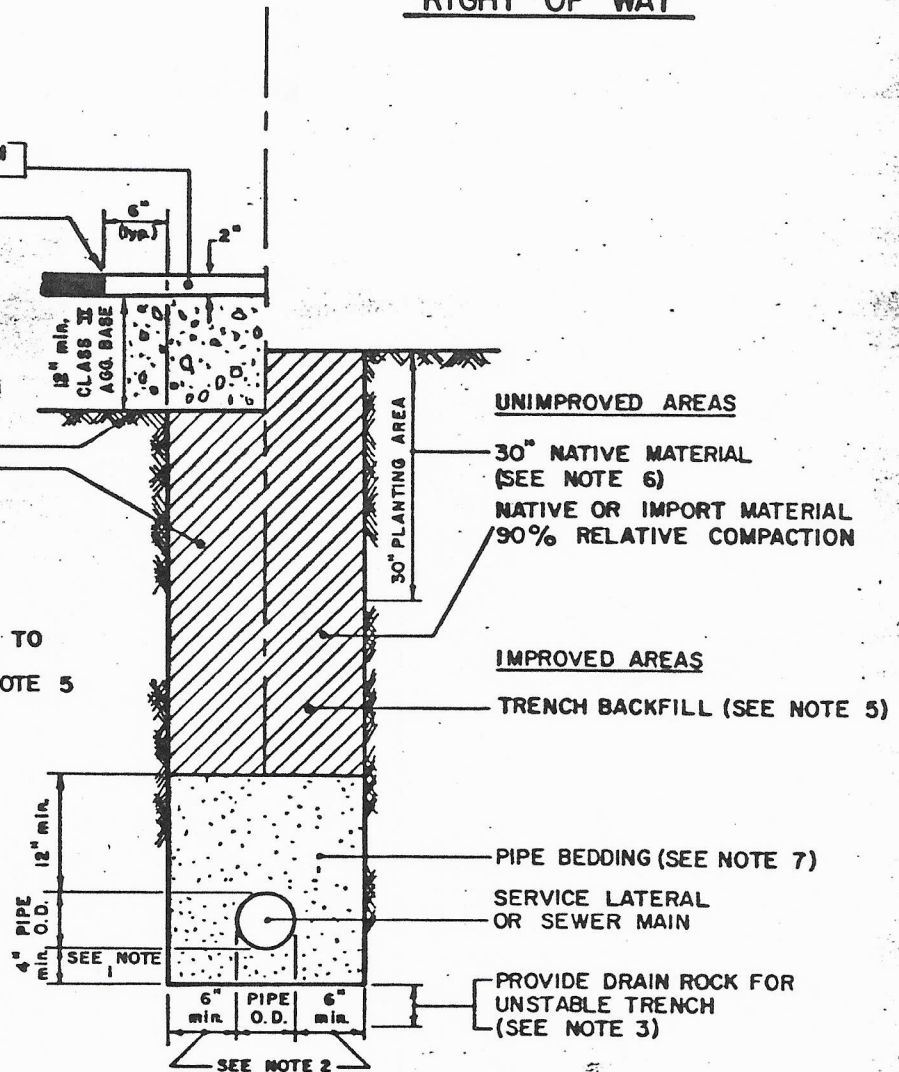 RIGHT OF WAY
6"
(typ.)
2"
12" min.
CLASS II
AGG. BASE
30" PLANTING AREA
UNIMPROVED AREAS
30" NATIVE MATERIAL
(SEE NOTE 6)
NATIVE OR IMPORT MATERIAL
90% RELATIVE COMPACTION
TO
OTE 5
IMPROVED AREAS
TRENCH BACKFILL (SEE NOTE 5)
12" min.
PIPE
O.D.
4"
min.
SEE NOTE
1
PIPE BEDDING (SEE NOTE 7)
SERVICE LATERAL
OR SEWER MAIN
6"
min.
PIPE
O.D.
6"
min.
PROVIDE DRAIN ROCK FOR
UNSTABLE TRENCH
(SEE NOTE 3)
SEE NOTE 2